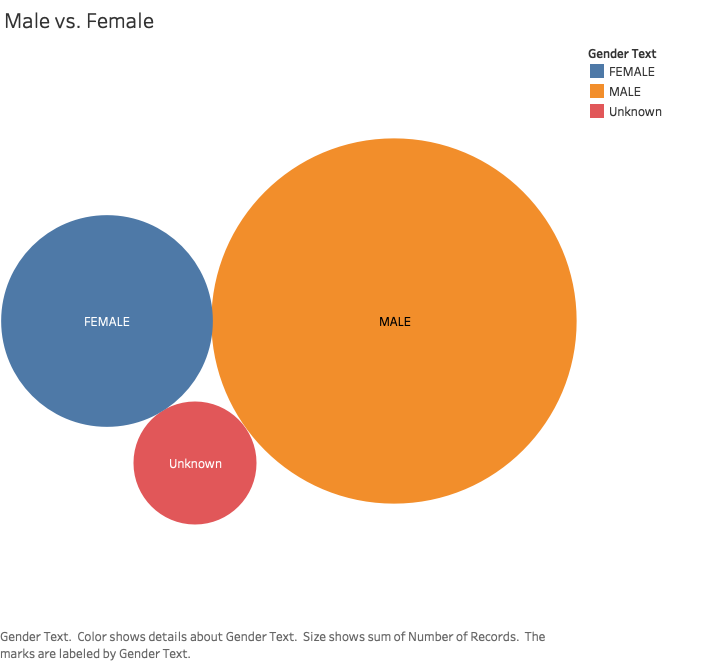 Male vs. Female
Gender Text
FEMALE
MALE
Unknown
FEMALE
MALE
Unknown
Gender Text.  Color shows details about Gender Text.  Size shows sum of Number of Records.  The
marks are labeled by Gender Text.